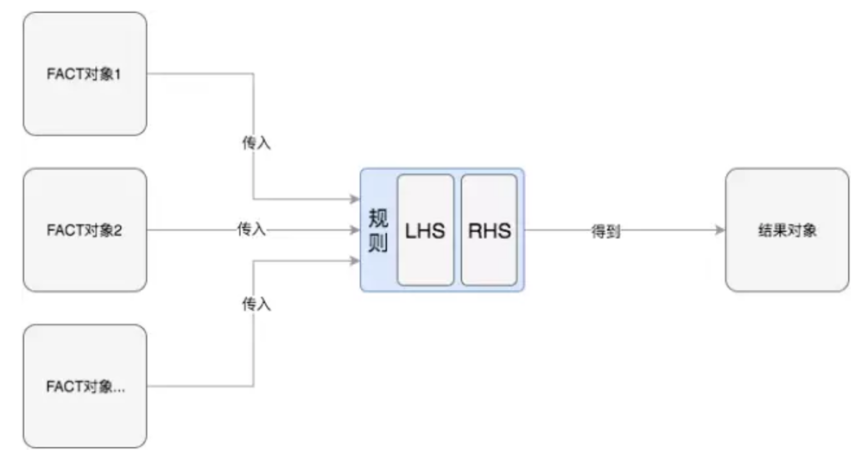 FACT对象1
传入
FACT对象2
传入
规则
LHS
RHS
得到
结果对象
传入
FACT对象...